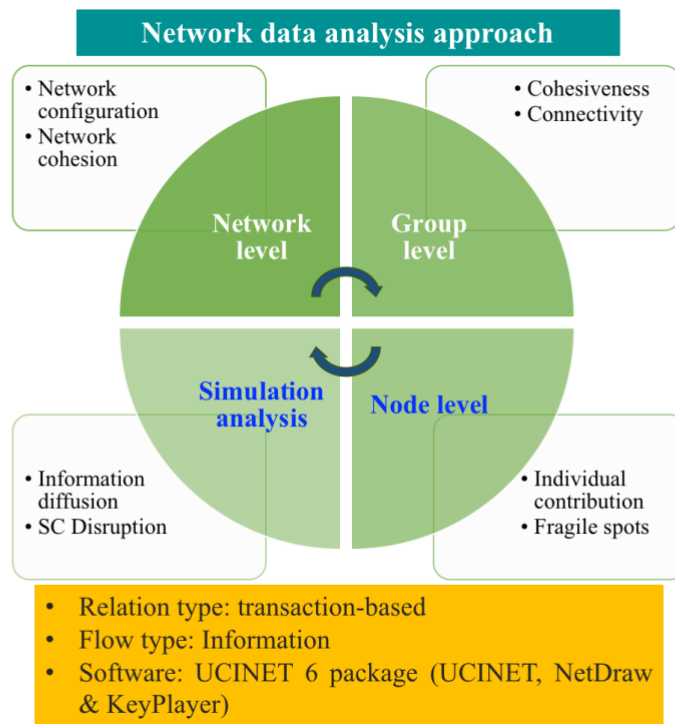 Network data analysis approach
• Network
configuration
• Network
cohesion
• Cohesiveness
• Connectivity
Network
level
Group
level
Simulation
analysis
Node level
• Information
diffusion
• SC Disruption
• Individual
contribution
• Fragile spots
• Relation type: transaction-based
• Flow type: Information
• Software: UCINET 6 package (UCINET, NetDraw
& KeyPlayer)